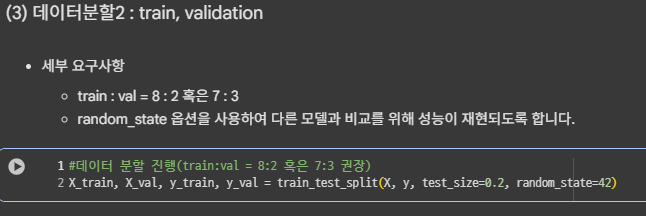 (3) 데이터분할2 : train, validation
세부 요구사항
train : val = 8 : 2 혹은 7 : 3
random_state 옵션을 사용하여 다른 모델과 비교를 위해 성능이 재현되도록 합니다.
1 #데이터 분할 진행(train:val = 8:2 혹은 7:3 권장)
2 X_train, X_val, y_train, y_val = train_test_split(X, y, test_size=0.2, random_state=42)